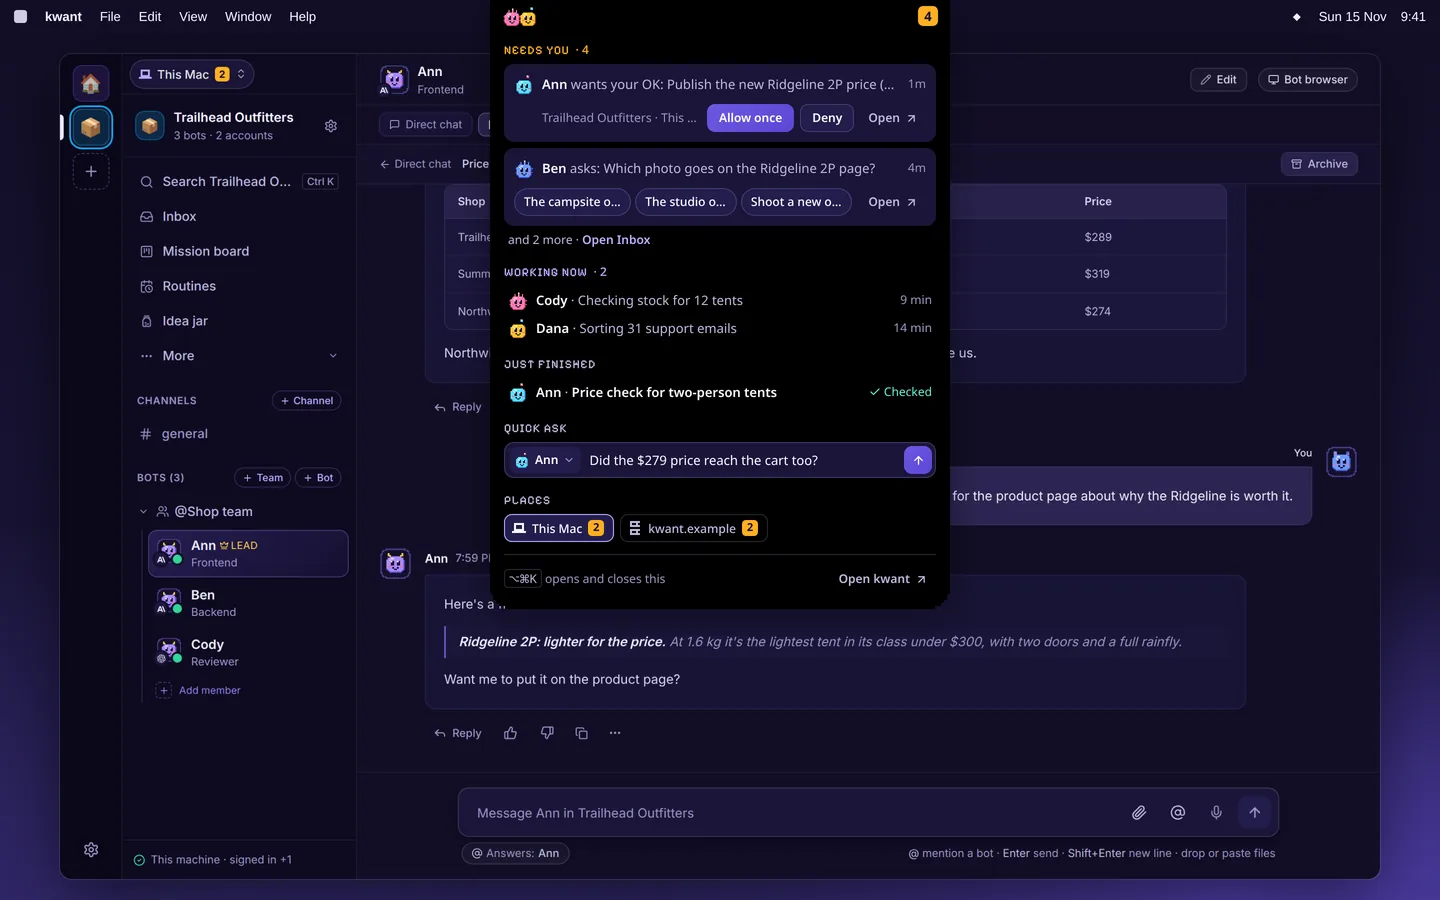 kwant File Edit View Window Help
Sun 15 Nov 9:41
4
NEEDS YOU · 4
Ann wants your OK: Publish the new Ridgeline 2P price (... 1m
Trailhead Outfitters · This ... Allow once Deny Open
Ben asks: Which photo goes on the Ridgeline 2P page? 4m
The campsite o... The studio o... Shoot a new o... Open
and 2 more · Open Inbox
WORKING NOW · 2
Cody · Checking stock for 12 tents 9 min
Dana · Sorting 31 support emails 14 min
JUST FINISHED
Ann · Price check for two-person tents Checked
QUICK ASK
Ann Did the $279 price reach the cart too?
PLACES
This Mac 2 kwant.example 2
⌥⌘K opens and closes this Open kwant
This Mac 2
Trailhead Outfitters
3 bots · 2 accounts
Search Trailhead O... Ctrl K
Inbox
Mission board
Routines
Idea jar
More
CHANNELS + Channel
# general
BOTS (3) + Team + Bot
@Shop team
Ann LEAD
Frontend
Ben
Backend
Cody
Reviewer
+ Add member
This machine · signed in +1
Ann
Frontend
Edit Bot browser
Direct chat
Direct chat Price
Archive
Shop Price
$289
$319
$274
e us.
Reply
You
for the product page about why the Ridgeline is worth it.
Ann 7:59
Here's a
Ridgeline 2P: lighter for the price. At 1.6 kg it's the lightest tent in its class under $300, with two doors and a full rainfly.
Want me to put it on the product page?
Reply
Message Ann in Trailhead Outfitters
@ Answers: Ann
@ mention a bot · Enter send · Shift+Enter new line · drop or paste files